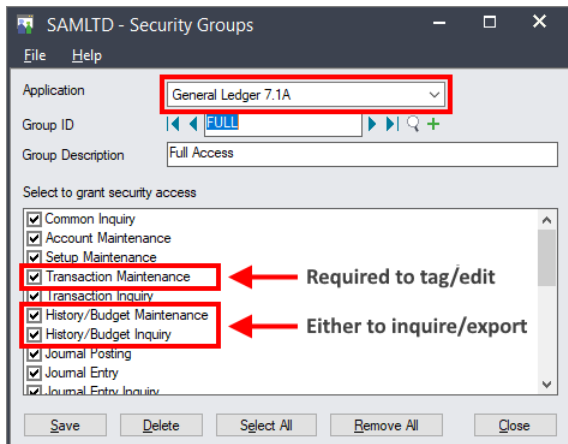 SAMLTD - Security Groups
File Help
Application General Ledger 7.1A
Group ID FULL
Group Description Full Access
Select to grant security access
Common Inquiry
Account Maintenance
Setup Maintenance
Transaction Maintenance Required to tag/edit
Transaction Inquiry
History/Budget Maintenance
History/Budget Inquiry Either to inquire/export
Journal Posting
Journal Entry
Journal Entry Inquiry
Save Delete Select All Remove All Close